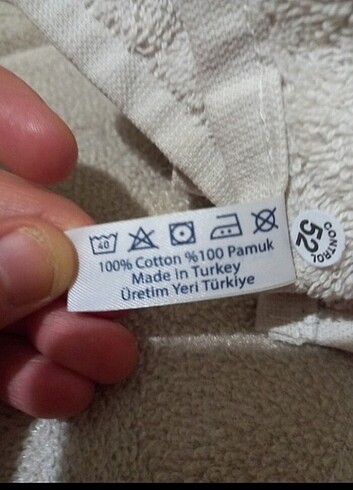 40
100% Cotton %100 Pamuk
Made in Turkey
Üretim Yeri Türkiye
CONTROL
52